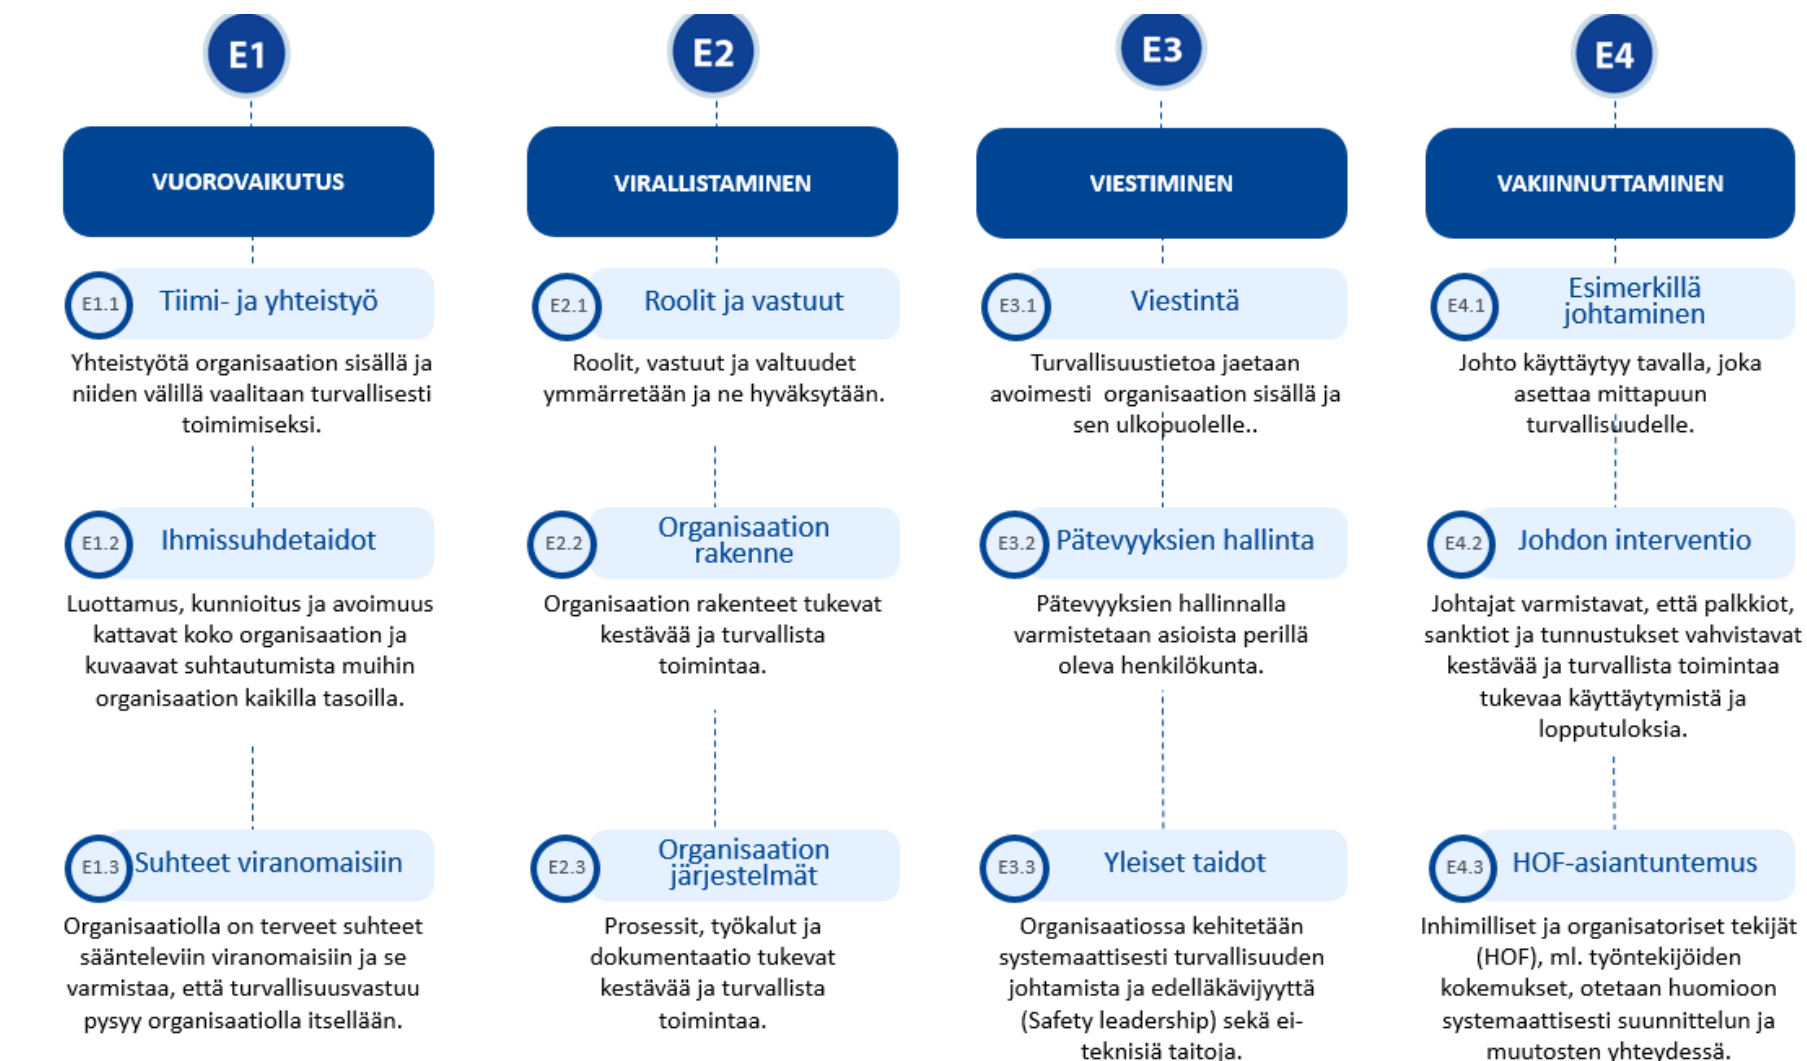 E1
VUOROVAIKUTUS
E1.1
Tiimi- ja yhteistyö
Yhteistyötä organisaation sisällä ja
niiden välillä vaalitaan turvallisesti
toimimiseksi.
E1.2
Ihmissuhdetaidot
Luottamus, kunnioitus ja avoimuus
kattavat koko organisaation ja
kuvaavat suhtautumista muihin
organisaation kaikilla tasoilla.
E1.3
Suhteet viranomaisiin
Organisaatiolla on terveet suhteet
säänteleviin viranomaisiin ja se
varmistaa, että turvallisuusvastuu
pysyy organisaatiolla itsellään.
E2
VIRALLISTAMINEN
E2.1
Roolit ja vastuut
Roolit, vastuut ja valtuudet
ymmärretään ja ne hyväksytään.
E2.2
Organisaation
rakenne
Organisaation rakenteet tukevat
kestävää ja turvallista
toimintaa.
E2.3
Organisaation
järjestelmät
Prosessit, työkalut ja
dokumentaatio tukevat
kestävää ja turvallista
toimintaa.
E3
VIESTIMINEN
E3.1
Viestintä
Turvallisuustietoa jaetaan
avoimesti organisaation sisällä ja
sen ulkopuolelle..
E3.2
Pätevyyksien hallinta
Pätevyyksien hallinnalla
varmistetaan asioista perillä
oleva henkilökunta.
E3.3
Yleiset taidot
Organisaatiossa kehitetään
systemaattisesti turvallisuuden
johtamista ja edelläkävijyyttä
(Safety leadership) sekä ei-
teknisiä taitoja.
E4
VAKIINNUTTAMINEN
E4.1
Esimerkillä
johtaminen
Johto käyttäytyy tavalla, joka
asettaa mittapuun
turvallisuudelle.
E4.2
Johdon interventio
Johtajat varmistavat, että palkkiot,
sanktiot ja tunnustukset vahvistavat
kestävää ja turvallista toimintaa
tukevaa käyttäytymistä ja
lopputuloksia.
E4.3
HOF-asiantuntemus
Inhimilliset ja organisatoriset tekijät
(HOF), ml. työntekijöiden
kokemukset, otetaan huomioon
systemaattisesti suunnittelun ja
muutosten yhteydessä.